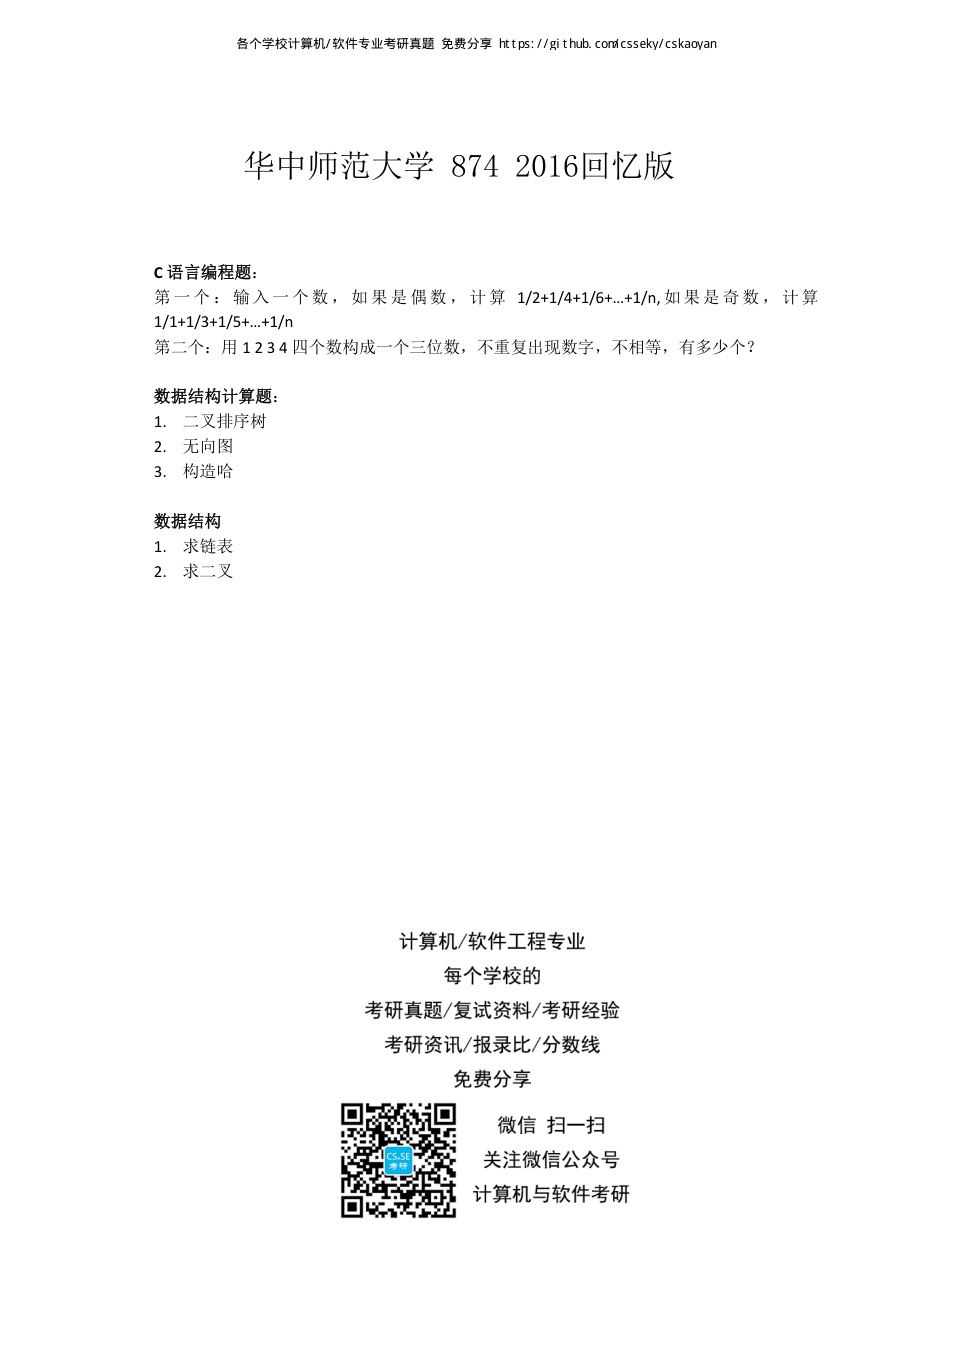 各个学校计算机/软件专业考研真题 免费分享 https://github.com/csseky/cskaoyan
华中师范大学 874 2016回忆版
C 语言编程题：
第一个：输入一个数，如果是偶数，计算 1/2+1/4+1/6+…+1/n,如果是奇数，计算
1/1+1/3+1/5+…+1/n
第二个：用 1 2 3 4 四个数构成一个三位数，不重复出现数字，不相等，有多少个？
数据结构计算题：
1. 二叉排序树
2. 无向图
3. 构造哈
数据结构
1. 求链表
2. 求二叉
计算机/软件工程专业
每个学校的
考研真题/复试资料/考研经验
考研资讯/报录比/分数线
免费分享
微信 扫一扫
关注微信公众号
计算机与软件考研
CS&SE
考研